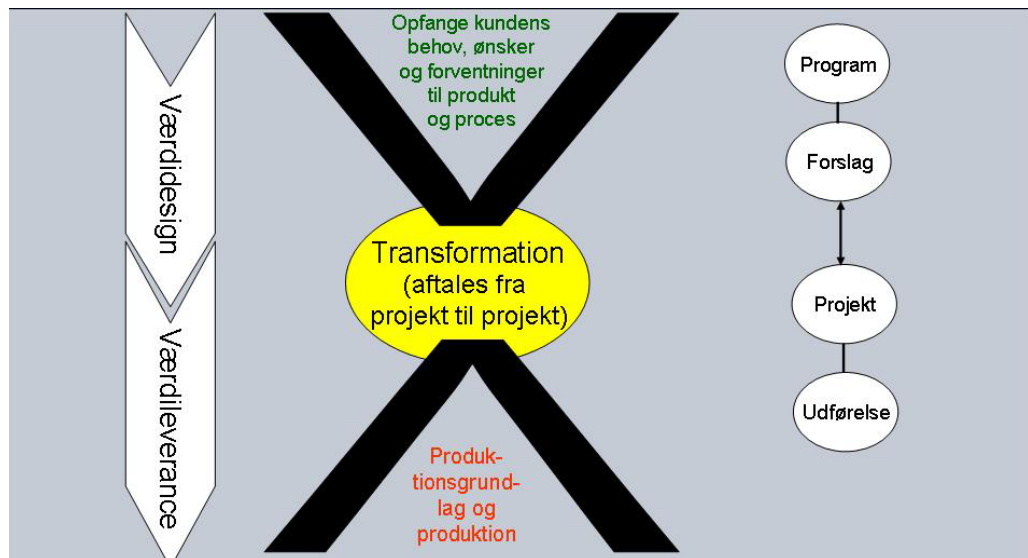 Værdidesign
Værdileverance
Opfange kundens
behov, ønsker
og forventninger
til produkt
og proces
Transformation
(aftales fra
projekt til projekt)
Produk-
tionsgrund-
lag og
produktion
Program
Forslag
Projekt
Udførelse